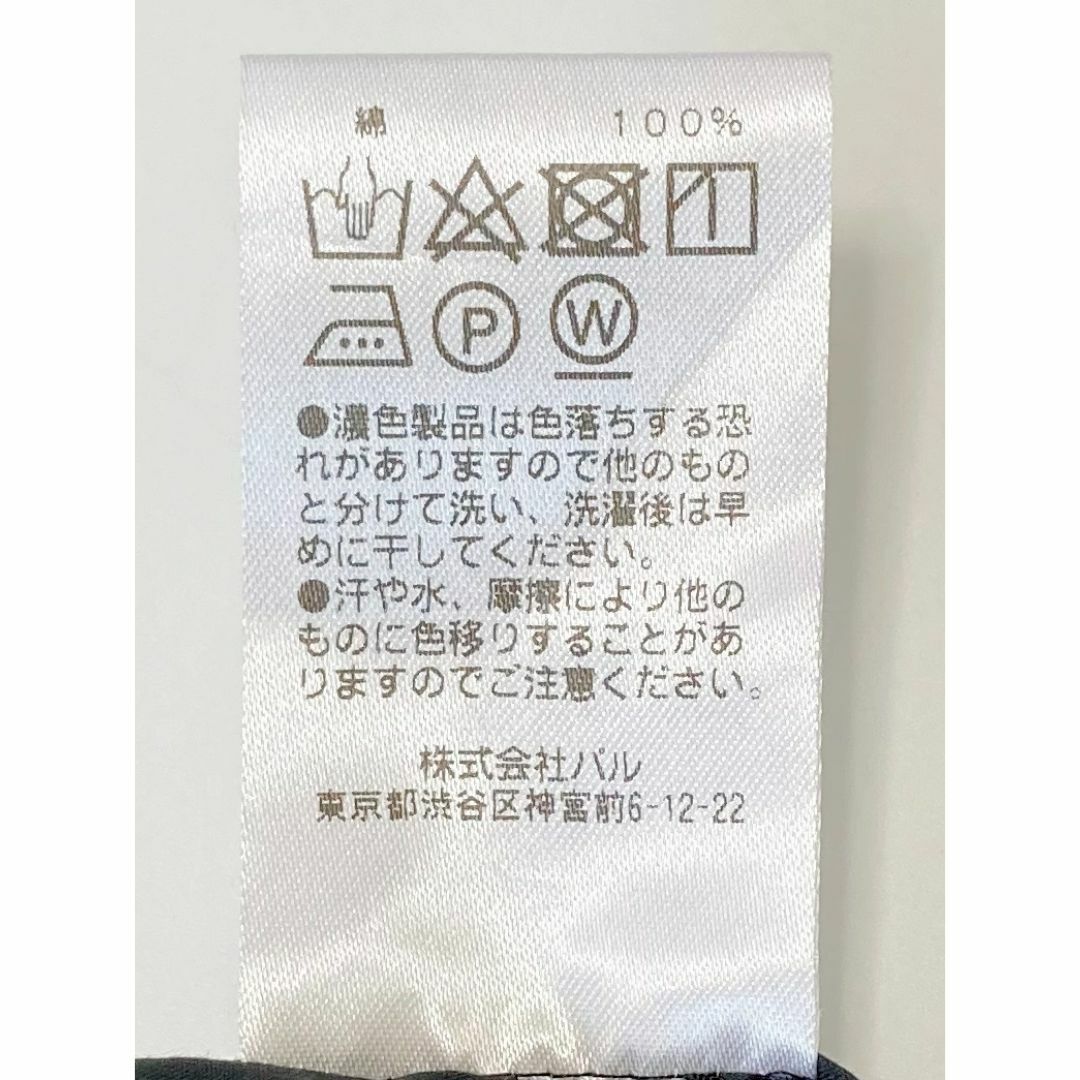 綿 100%
P W
●濃色製品は色落ちする恐
れがありますので他のもの
と分けて洗い、洗濯後は早
めに干してください。
●汗や水、摩擦により他の
ものに色移りすることがあ
りますのでご注意ください。
株式会社パル
東京都渋谷区神宮前6-12-22